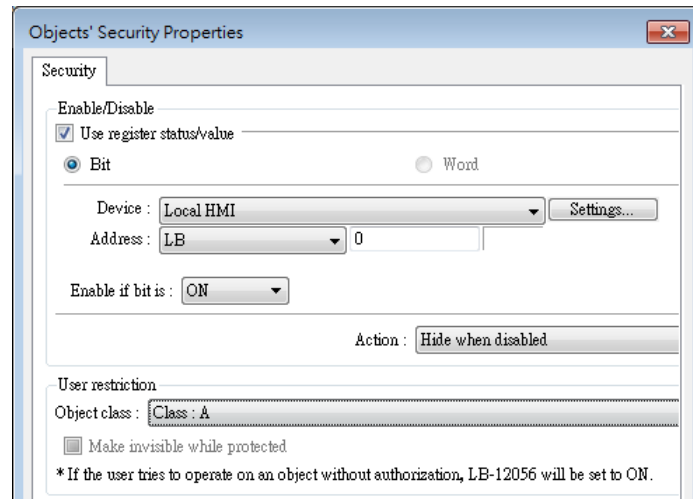 Objects' Security Properties
Security
Enable/Disable
Use register status/value
Bit Word
Device : Local HMI Settings...
Address : LB 0
Enable if bit is : ON
Action : Hide when disabled
User restriction
Object class : Class : A
Make invisible while protected
* If the user tries to operate on an object without authorization, LB-12056 will be set to ON.